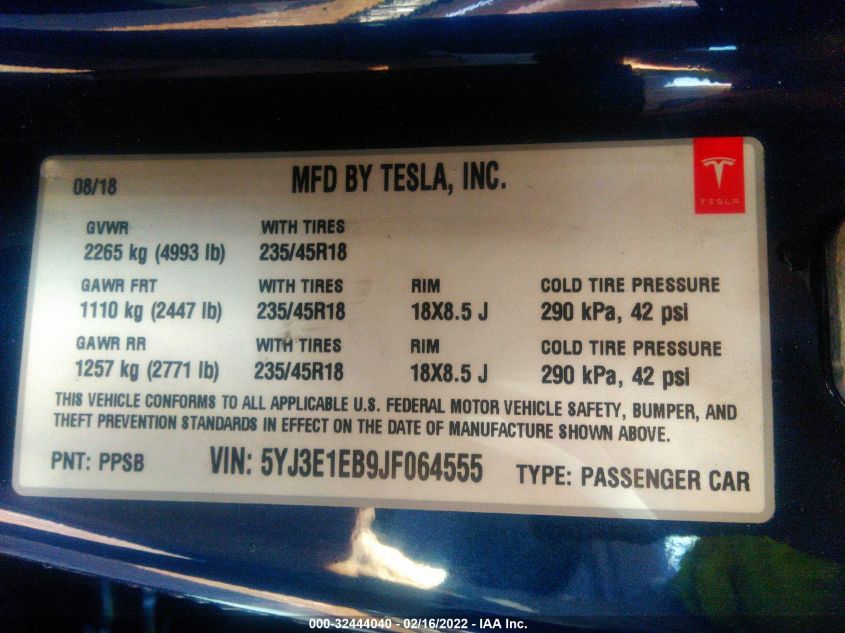 08/18 MFD BY TESLA, INC.
TESLA
GVWR WITH TIRES
2265 kg (4993 lb) 235/45R18
GAWR FRT WITH TIRES RIM COLD TIRE PRESSURE
1110 kg (2447 lb) 235/45R18 18X8.5 J 290 kPa, 42 psi
GAWR RR WITH TIRES RIM COLD TIRE PRESSURE
1257 kg (2771 lb) 235/45R18 18X8.5 J 290 kPa, 42 psi
THIS VEHICLE CONFORMS TO ALL APPLICABLE U.S. FEDERAL MOTOR VEHICLE SAFETY, BUMPER, AND
THEFT PREVENTION STANDARDS IN EFFECT ON THE DATE OF MANUFACTURE SHOWN ABOVE.
PNT: PPSB VIN: 5YJ3E1EB9JF064555 TYPE: PASSENGER CAR
000-32444040 - 02/16/2022 - IAA Inc.